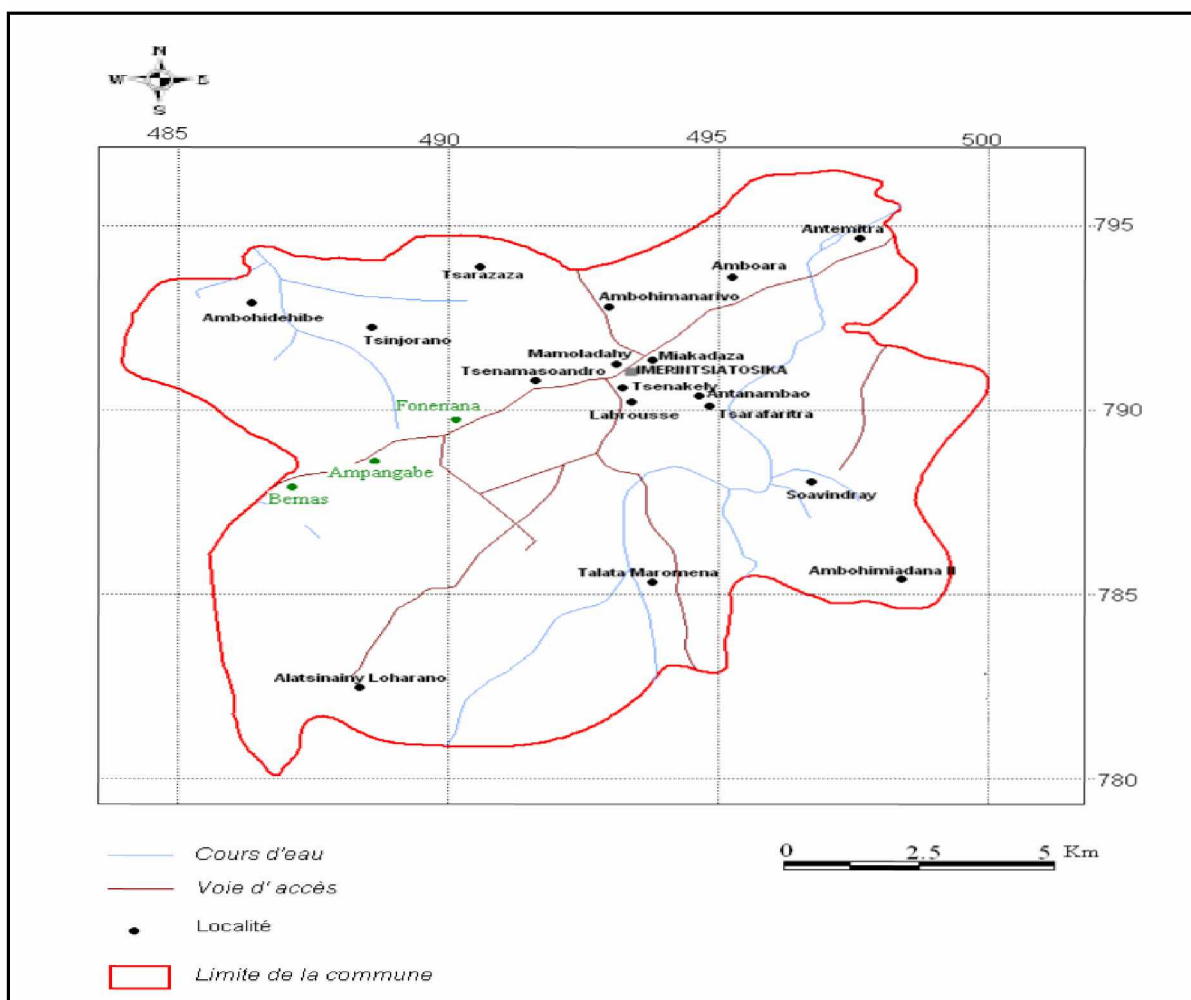 N
W E
S
485 490 495 500
795
Antemitra
Amboara
Tsarazaza
Ambohimanarivo
Ambohidehibe
Tsinjorano
Mamoladahy Miakadaza
Tsenamasoandro IMERINTSIATOSIKA
Tsenakely Antanambao
Fonenana Labrousse Tsarafaritra
790
Ampangabe
Bemas
Soavindray
Talata Maromena Ambohimiadana II
785
Alatsinainy Loharano
780
Cours d'eau
0 2.5 5 Km
Voie d'accès
Localité
Limite de la commune